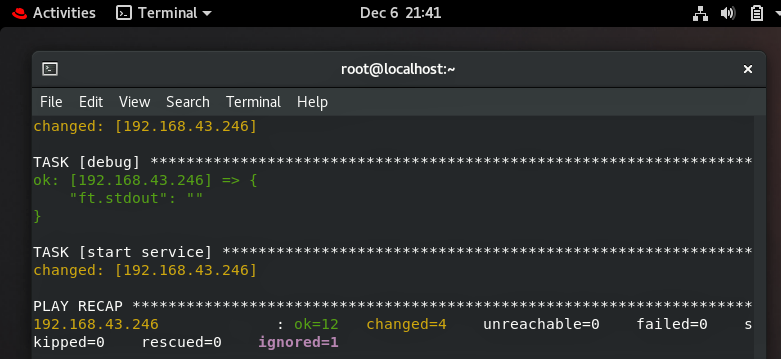 Activities Terminal Dec 6 21:41
root@localhost:~
File Edit View Search Terminal Help
changed: [192.168.43.246]
TASK [debug] *******************************************************************
ok: [192.168.43.246] => {
    "ft.stdout": ""
}
TASK [start service] ***********************************************************
changed: [192.168.43.246]
PLAY RECAP *********************************************************************
192.168.43.246             : ok=12   changed=4    unreachable=0    failed=0    s
kipped=0    rescued=0    ignored=1